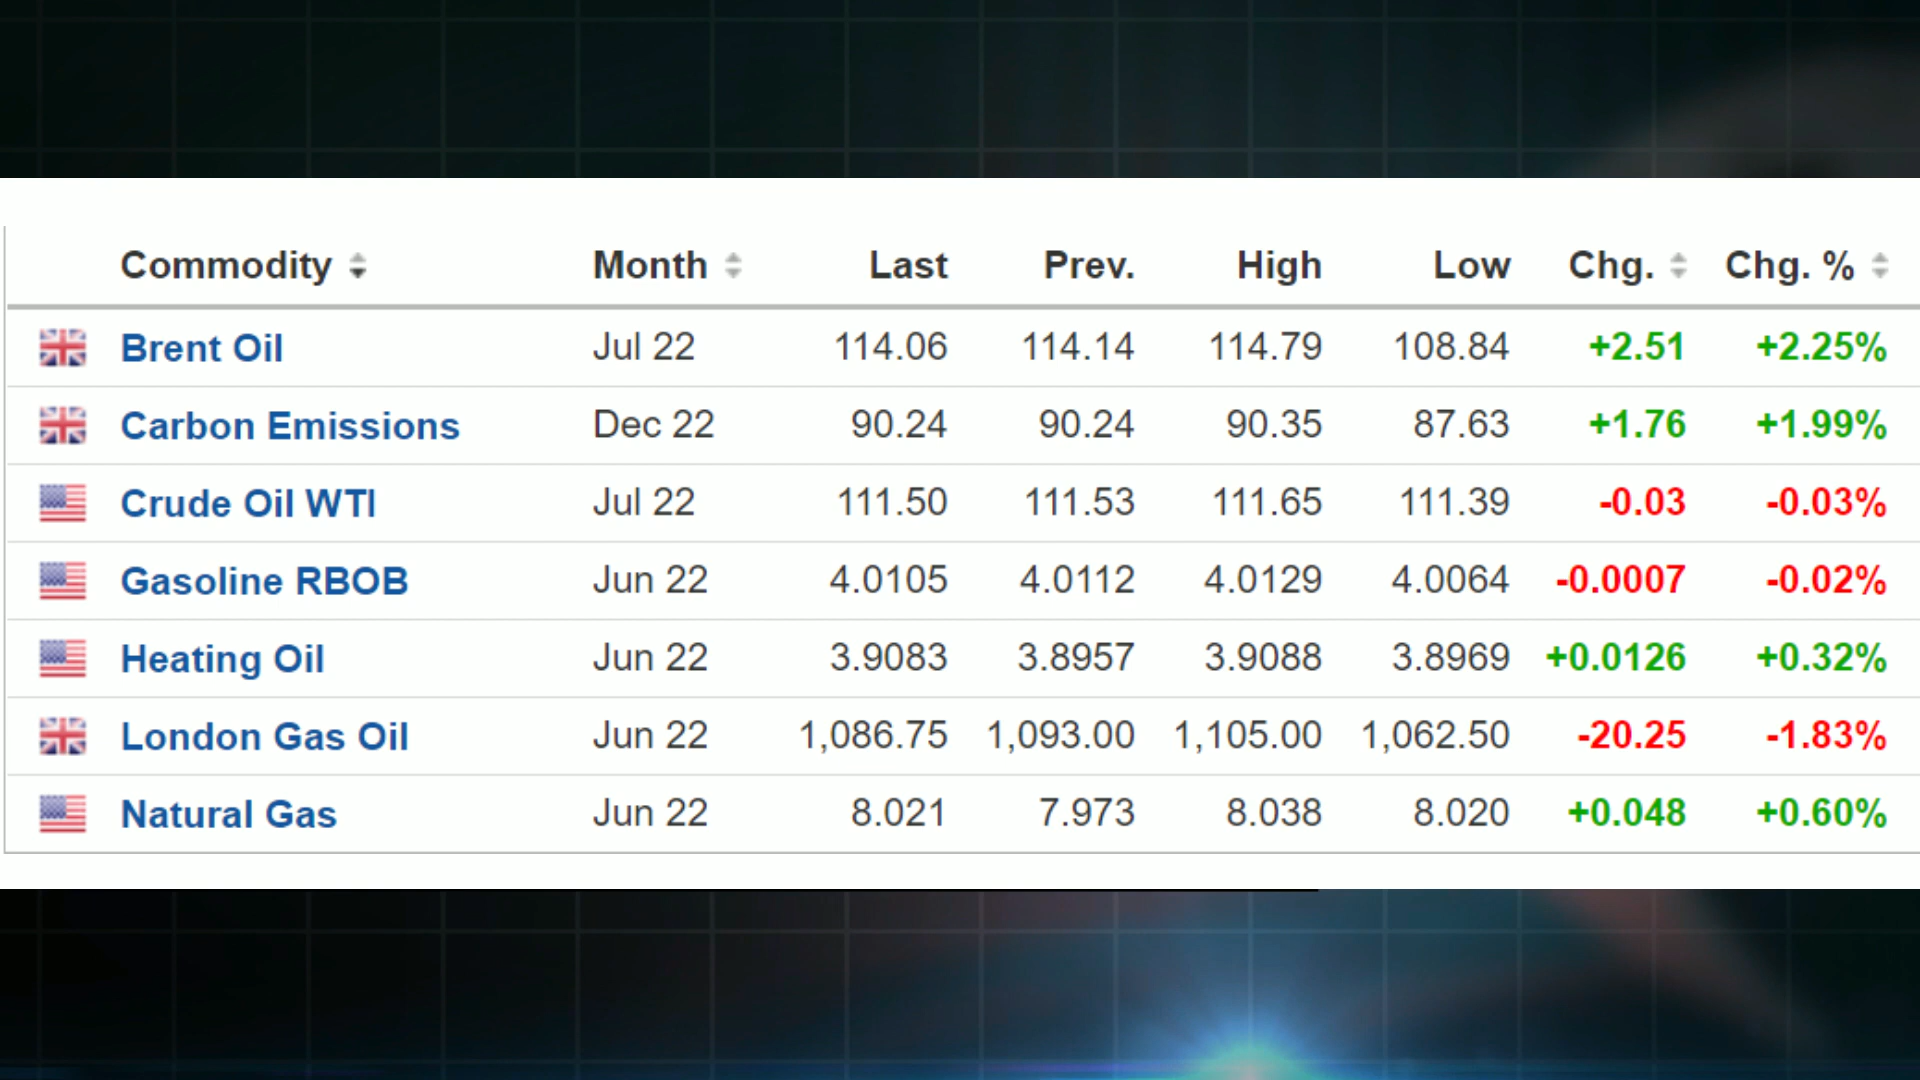 Commodity Month Last Prev. High Low Chg. Chg. %
Brent Oil Jul 22 114.06 114.14 114.79 108.84 +2.51 +2.25%
Carbon Emissions Dec 22 90.24 90.24 90.35 87.63 +1.76 +1.99%
Crude Oil WTI Jul 22 111.50 111.53 111.65 111.39 -0.03 -0.03%
Gasoline RBOB Jun 22 4.0105 4.0112 4.0129 4.0064 -0.0007 -0.02%
Heating Oil Jun 22 3.9083 3.8957 3.9088 3.8969 +0.0126 +0.32%
London Gas Oil Jun 22 1,086.75 1,093.00 1,105.00 1,062.50 -20.25 -1.83%
Natural Gas Jun 22 8.021 7.973 8.038 8.020 +0.048 +0.60%